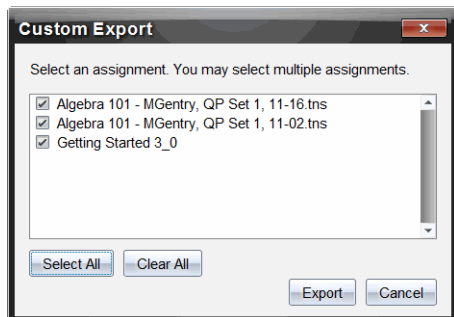 Custom Export
x
Select an assignment. You may select multiple assignments.
Algebra 101 - MGentry, QP Set 1, 11-16.tns
Algebra 101 - MGentry, QP Set 1, 11-02.tns
Getting Started 3_0
Select All Clear All
Export Cancel